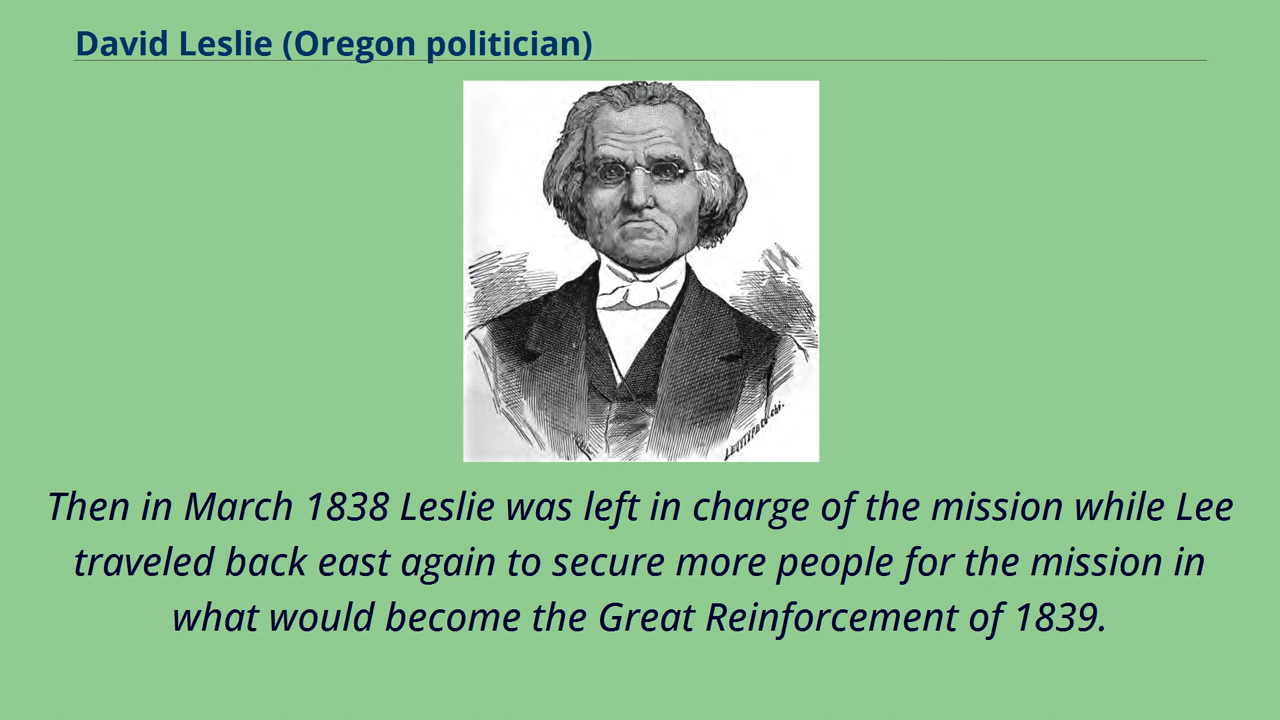 David Leslie (Oregon politician)
Then in March 1838 Leslie was left in charge of the mission while Lee
traveled back east again to secure more people for the mission in
what would become the Great Reinforcement of 1839.